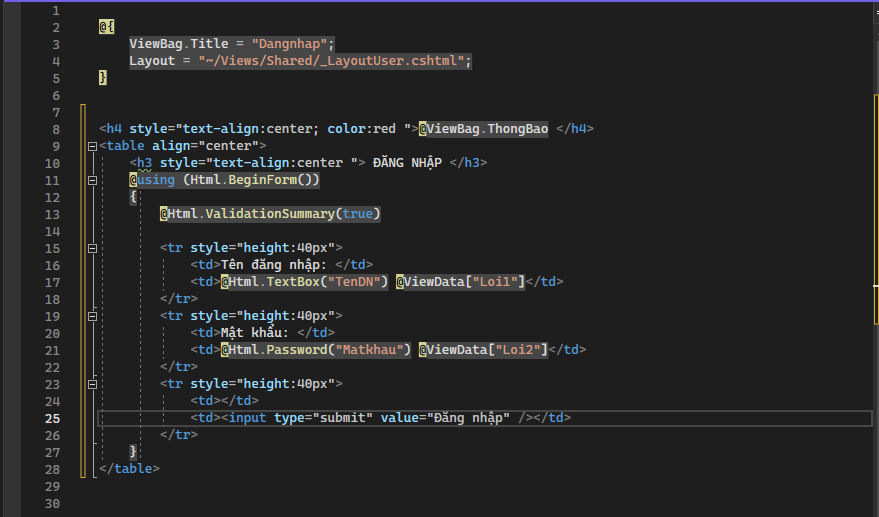 1
2 @{
3 ViewBag.Title = "Dangnhap";
4 Layout = "~/Views/Shared/_LayoutUser.cshtml";
5 }
6
7
8 <h4 style="text-align:center; color:red ">@ViewBag.ThongBao </h4>
9 <table align="center">
10 <h3 style="text-align:center "> ĐĂNG NHẬP </h3>
11 @using (Html.BeginForm())
12 {
13 @Html.ValidationSummary(true)
14
15 <tr style="height:40px">
16 <td>Tên đăng nhập: </td>
17 <td>@Html.TextBox("TenDN") @ViewData["Loi1"]</td>
18 </tr>
19 <tr style="height:40px">
20 <td>Mật khẩu: </td>
21 <td>@Html.Password("Matkhau") @ViewData["Loi2"]</td>
22 </tr>
23 <tr style="height:40px">
24 <td></td>
25 <td><input type="submit" value="Đăng nhập" /></td>
26 </tr>
27 }
28 </table>
29
30